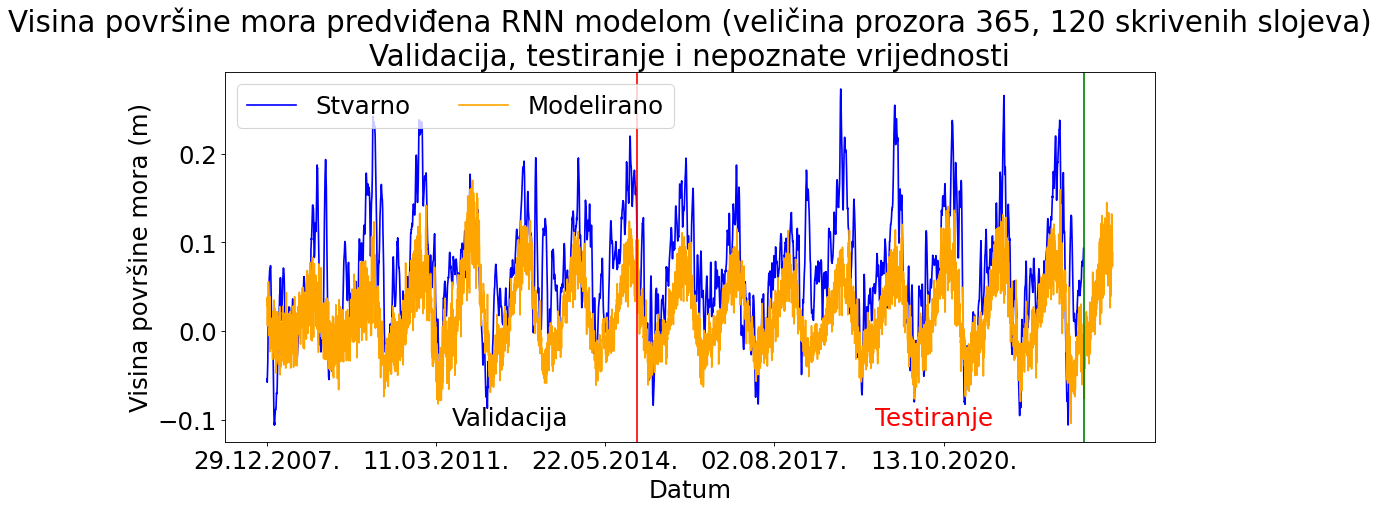 Visina površine mora predviđena RNN modelom (veličina prozora 365, 120 skrivenih slojeva)
Validacija, testiranje i nepoznate vrijednosti
Stvarno Modelirano
Visina površine mora (m)
0.2
0.1
0.0
−0.1
Validacija Testiranje
29.12.2007. 11.03.2011. 22.05.2014. 02.08.2017. 13.10.2020.
Datum